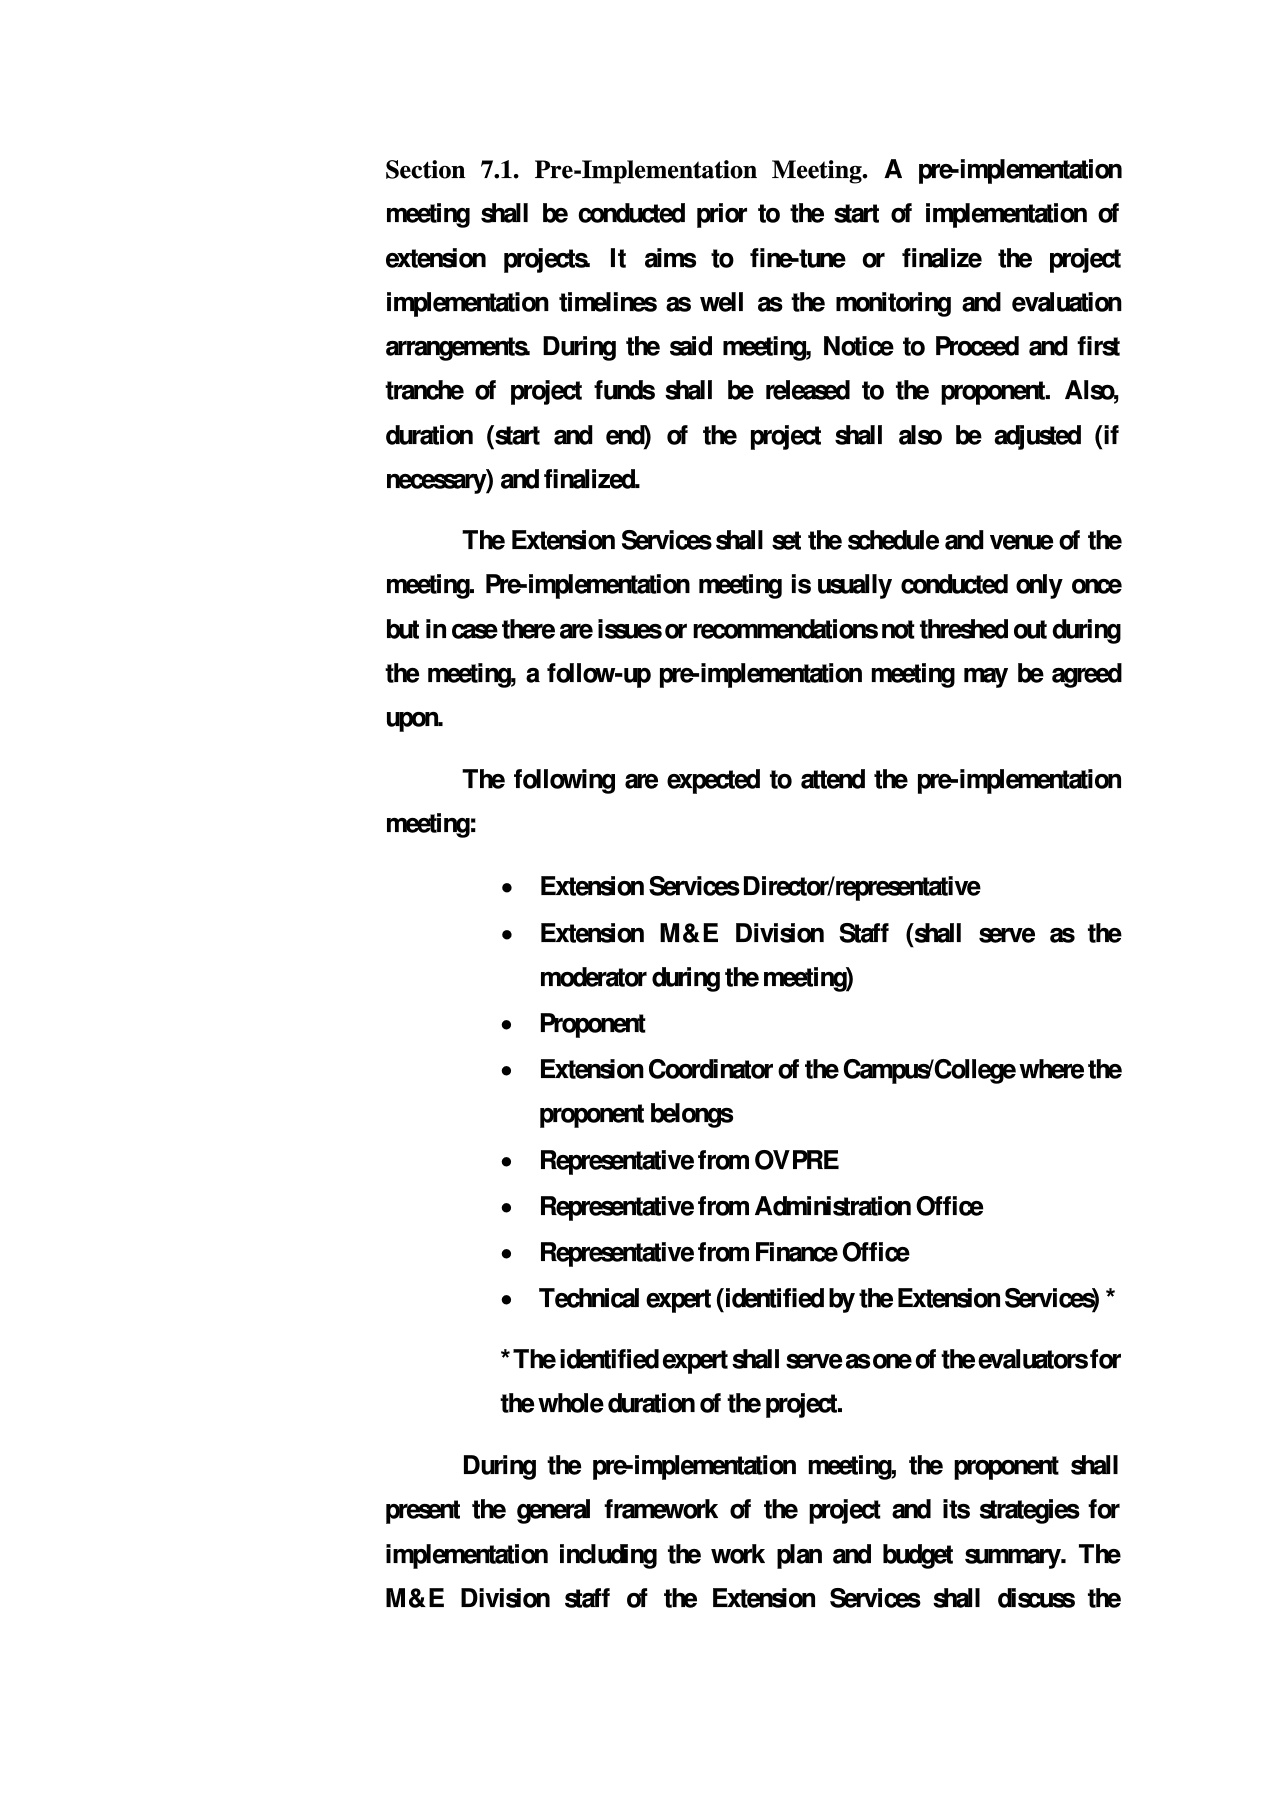 Section 7.1. Pre-Implementation Meeting. A pre-implementation
meeting shall be conducted prior to the start of implementation of
extension projects. It aims to fine-tune or finalize the project
implementation timelines as well as the monitoring and evaluation
arrangements. During the said meeting, Notice to Proceed and first
tranche of project funds shall be released to the proponent. Also,
duration (start and end) of the project shall also be adjusted (if
necessary) and finalized.
The Extension Services shall set the schedule and venue of the
meeting. Pre-implementation meeting is usually conducted only once
but in case there are issues or recommendations not threshed out during
the meeting, a follow-up pre-implementation meeting may be agreed
upon.
The following are expected to attend the pre-implementation
meeting:
• Extension Services Director/representative
• Extension M&E Division Staff (shall serve as the
moderator during the meeting)
• Proponent
• Extension Coordinator of the Campus/College where the
proponent belongs
• Representative from OVPRE
• Representative from Administration Office
• Representative from Finance Office
• Technical expert (identified by the Extension Services) *
* The identified expert shall serve as one of the evaluators for
the whole duration of the project.
During the pre-implementation meeting, the proponent shall
present the general framework of the project and its strategies for
implementation including the work plan and budget summary. The
M&E Division staff of the Extension Services shall discuss the